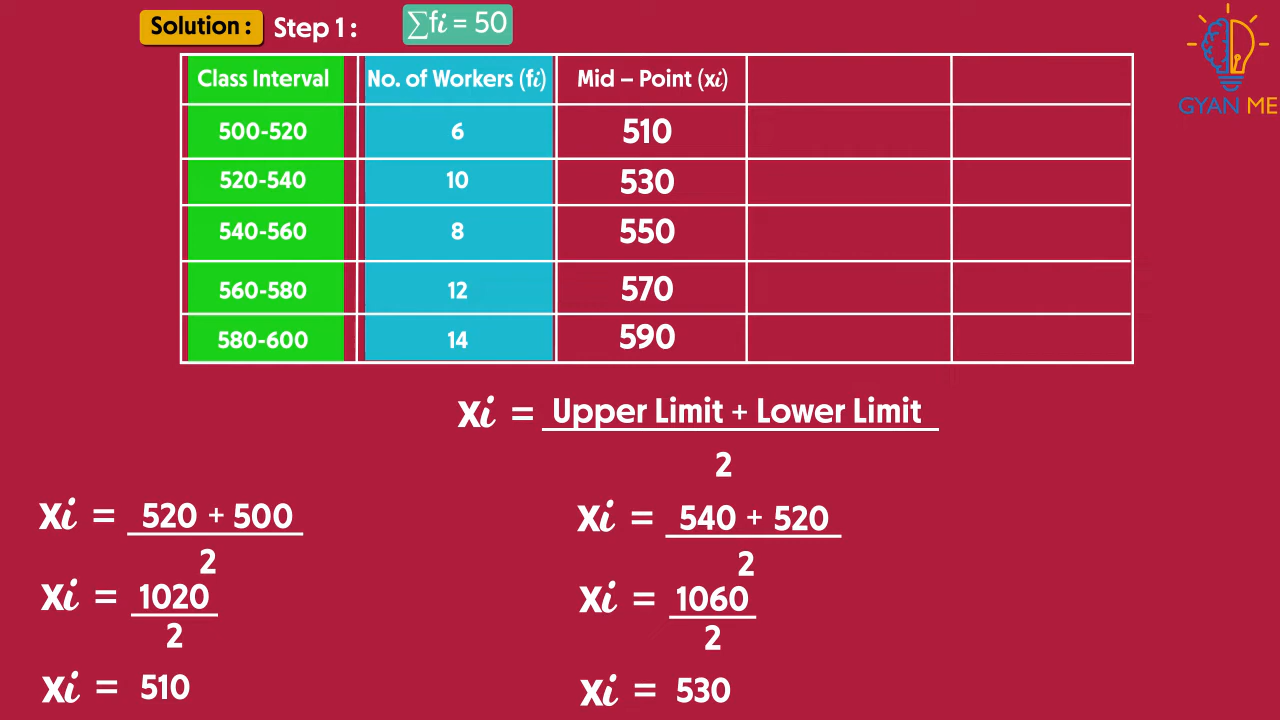 Solution : Step 1 : ∑fi = 50
GYAN ME
Class Interval No. of Workers (fi) Mid – Point (xi)
500-520 6 510
520-540 10 530
540-560 8 550
560-580 12 570
580-600 14 590
xi = Upper Limit + Lower Limit
2
xi = 520 + 500
2
xi = 540 + 520
2
xi = 1020
2
xi = 1060
2
xi = 510
xi = 530